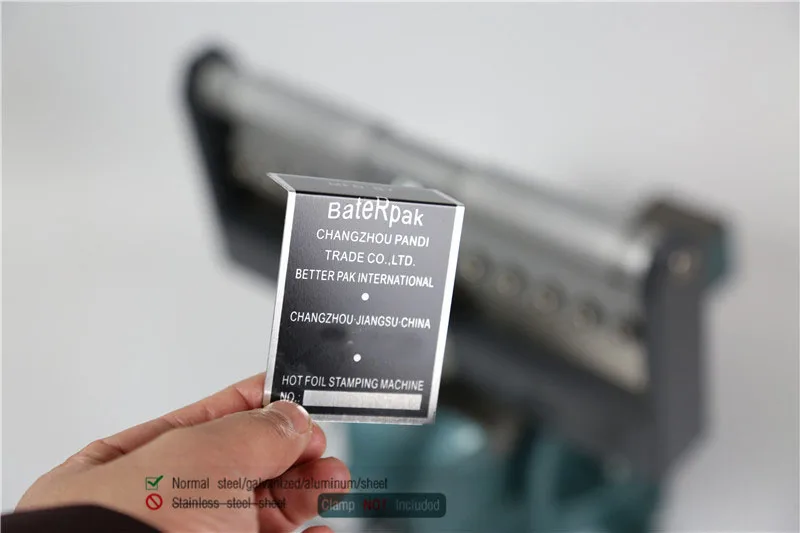 BateRpak
CHANGZHOU PANDI
TRADE CO.,LTD.
BETTER PAK INTERNATIONAL
CHANGZHOU·JIANGSU·CHINA
HOT FOIL STAMPING MACHINE
NO.:
Normal steel/galvanized/aluminum/sheet
Stainless steel sheet
Clamp NOT Included